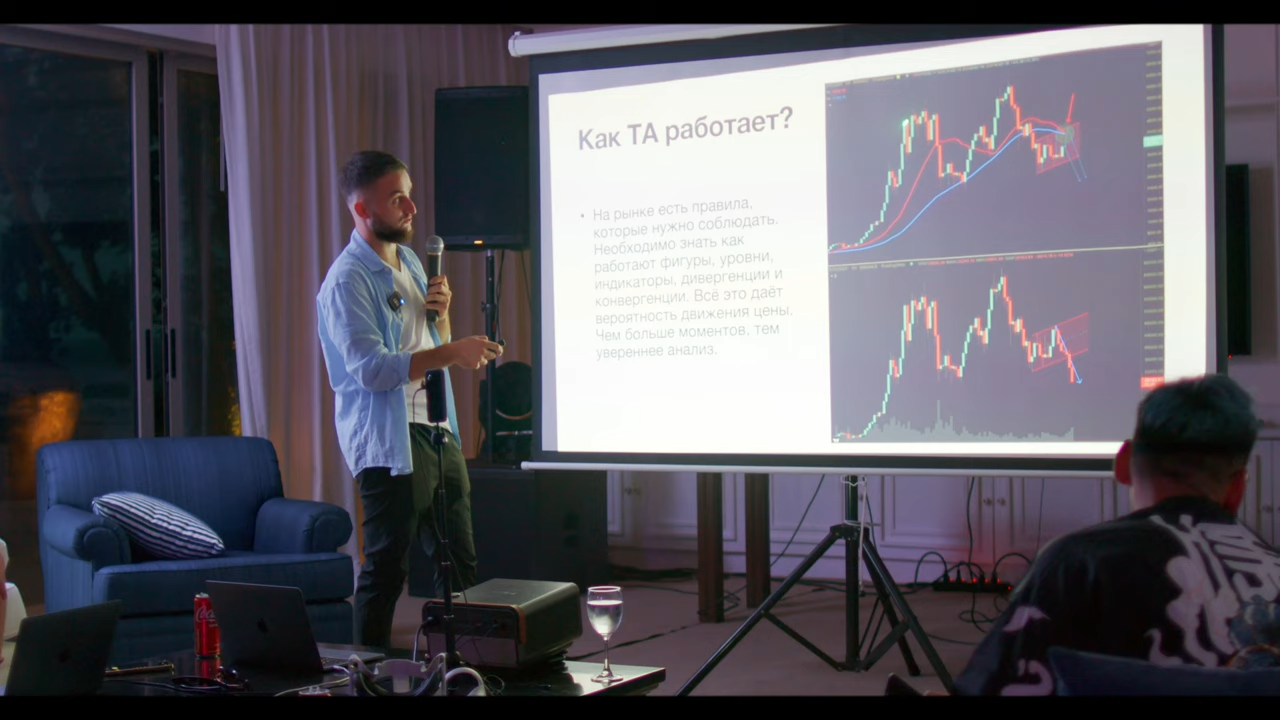 Как ТА работает?
• На рынке есть правила,
которые нужно соблюдать.
Необходимо знать как
работают фигуры, уровни,
индикаторы, дивергенции и
конвергенции. Всё это даёт
вероятность движения цены.
Чем больше моментов, тем
увереннее анализ.